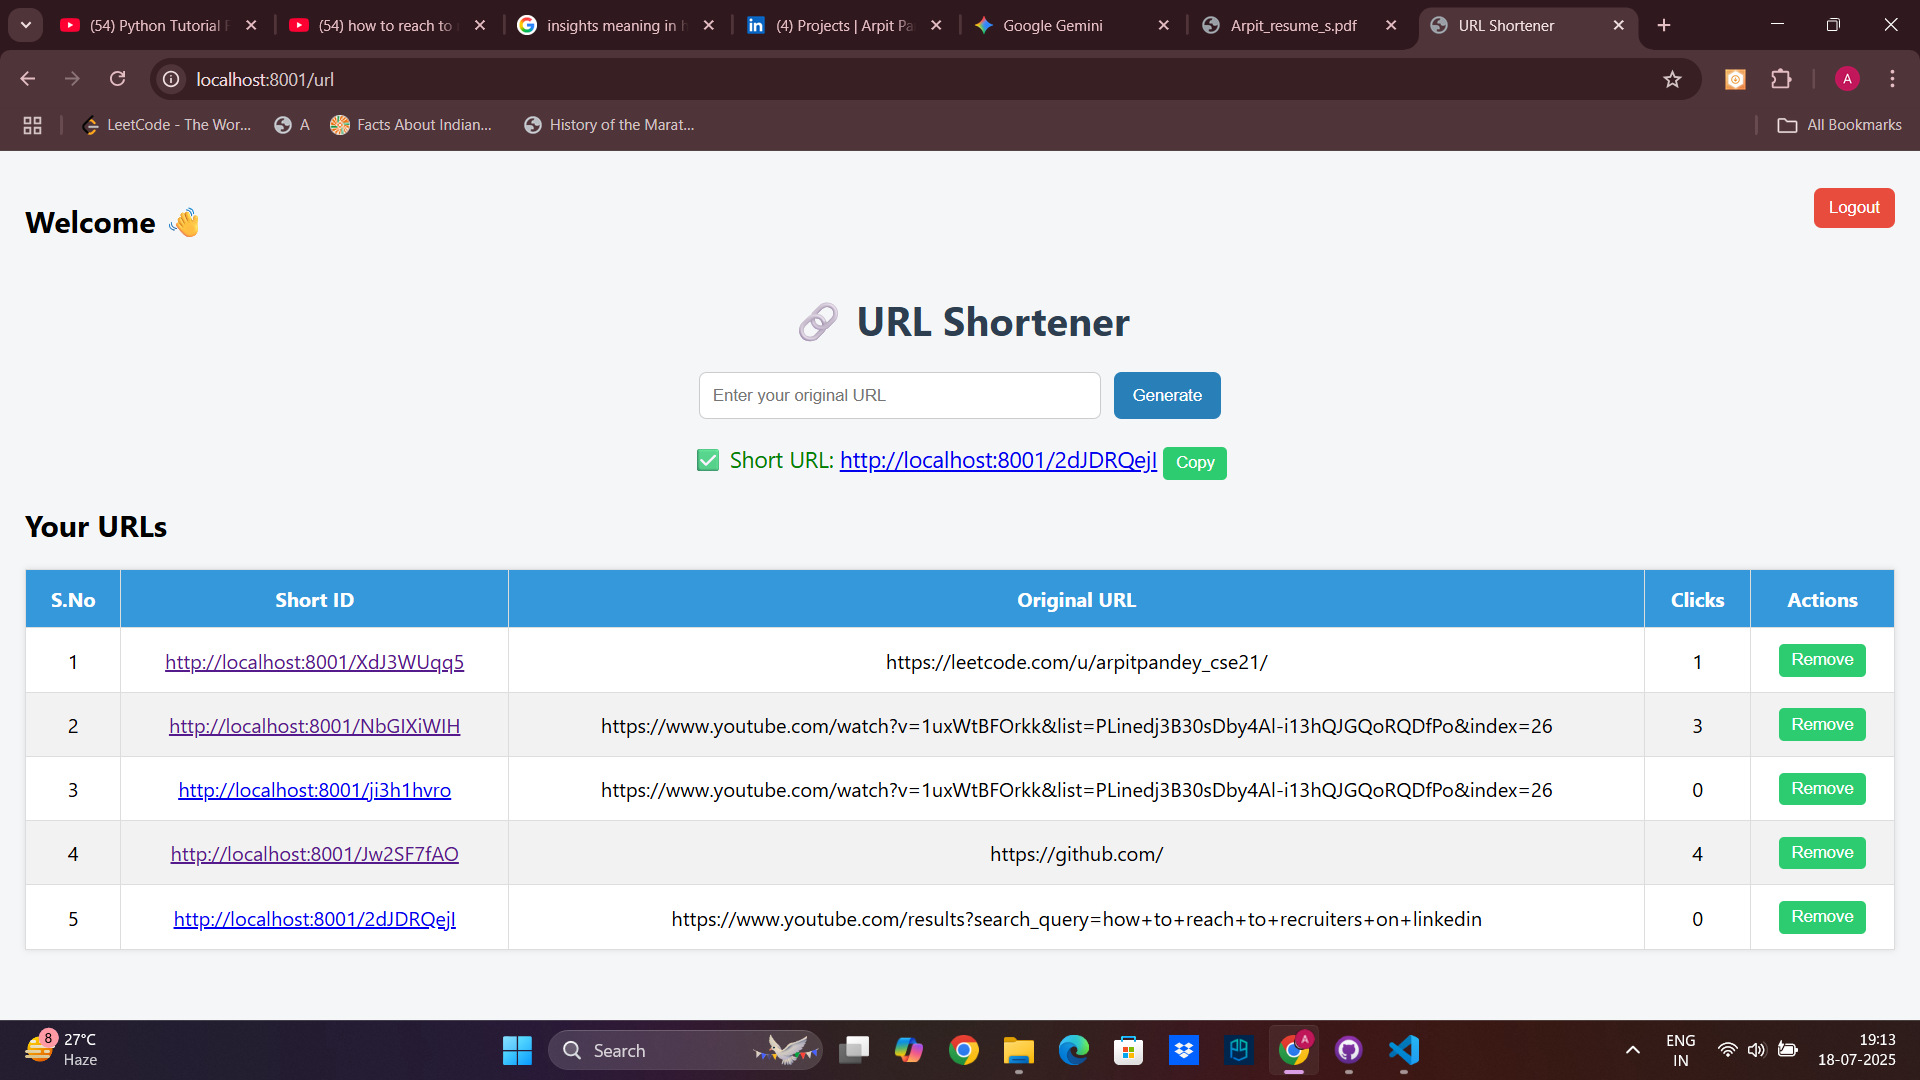 (54) Python Tutorial F
(54) how to reach to r
insights meaning in h
(4) Projects | Arpit Pa
Google Gemini
Arpit_resume_s.pdf
URL Shortener
localhost:8001/url
A
LeetCode - The Wor...
A
Facts About Indian...
History of the Marat...
All Bookmarks
Welcome 👋
Logout
🔗 URL Shortener
Enter your original URL
Generate
✅ Short URL: http://localhost:8001/2dJDRQejI Copy
Your URLs
S.No Short ID Original URL Clicks Actions
1 http://localhost:8001/XdJ3WUqq5 https://leetcode.com/u/arpitpandey_cse21/ 1 Remove
2 http://localhost:8001/NbGIXiWIH https://www.youtube.com/watch?v=1uxWtBFOrkk&list=PLinedj3B30sDby4Al-i13hQJGQoRQDfPo&index=26 3 Remove
3 http://localhost:8001/ji3h1hvro https://www.youtube.com/watch?v=1uxWtBFOrkk&list=PLinedj3B30sDby4Al-i13hQJGQoRQDfPo&index=26 0 Remove
4 http://localhost:8001/Jw2SF7fAO https://github.com/ 4 Remove
5 http://localhost:8001/2dJDRQejI https://www.youtube.com/results?search_query=how+to+reach+to+recruiters+on+linkedin 0 Remove
8
27°C
Haze
Search
A
ENG
IN
19:13
18-07-2025